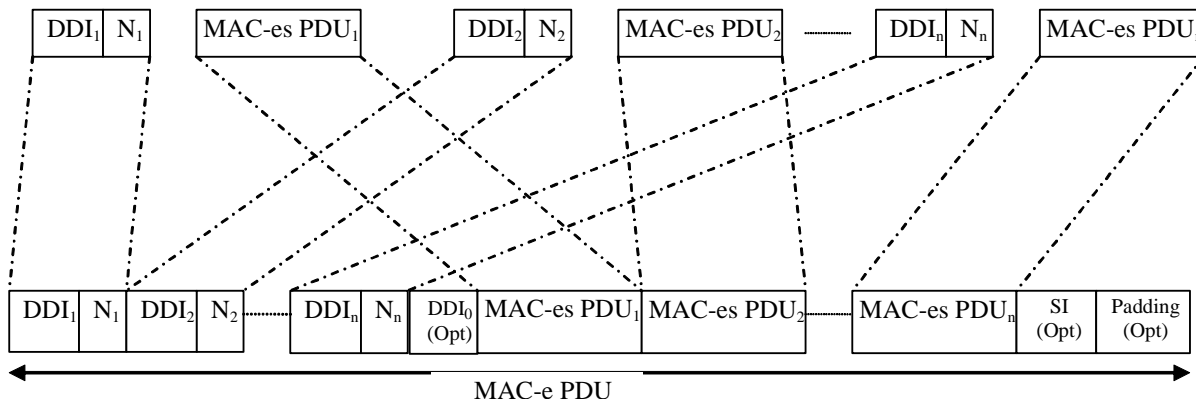 DDI₁ N₁ MAC-es PDU₁ DDI₂ N₂ MAC-es PDU₂ DDIₙ Nₙ MAC-es PDU
DDI₁ N₁ DDI₂ N₂ DDIₙ Nₙ DDI₀ (Opt) MAC-es PDU₁ MAC-es PDU₂ MAC-es PDUₙ SI (Opt) Padding (Opt)
MAC-e PDU